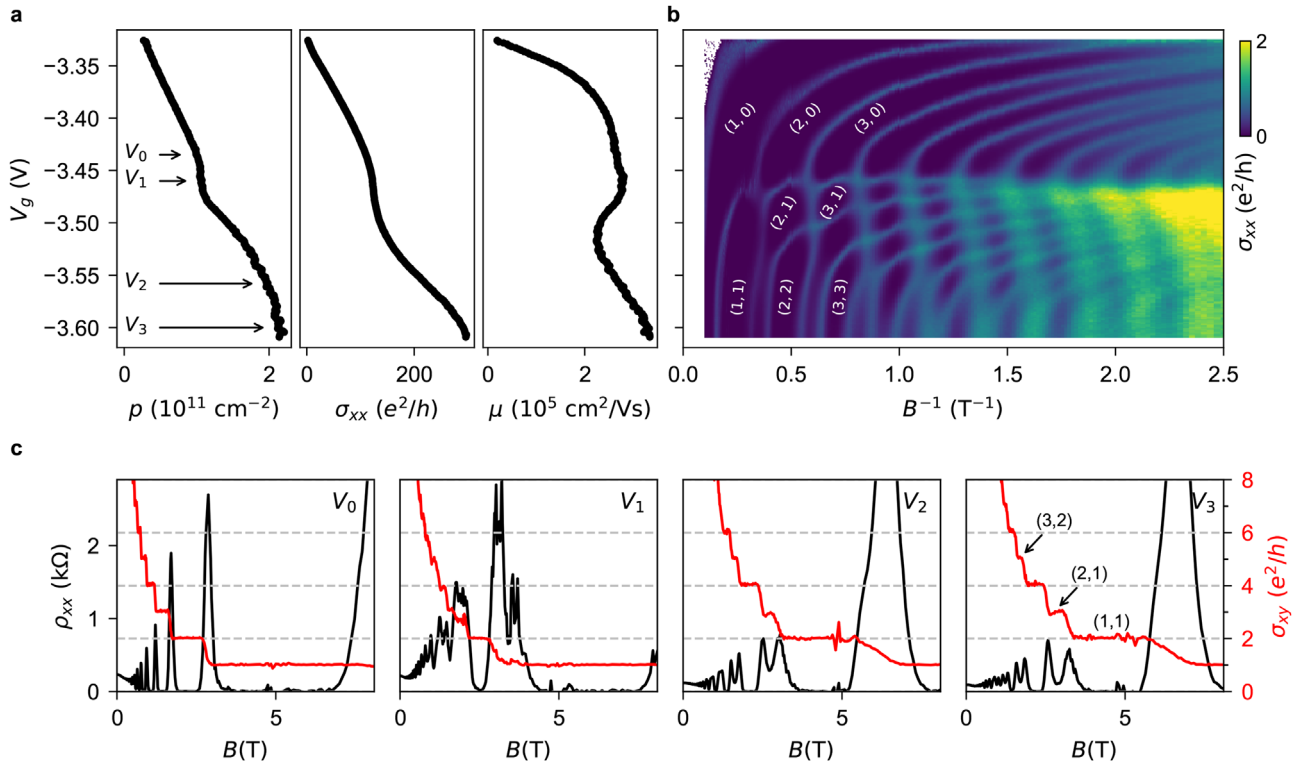 a
b
V_g (V)
−3.35
−3.40
−3.45
−3.50
−3.55
−3.60
V_0
V_1
V_2
V_3
0 2
0 200
0 2
p (10^11 cm^−2)
σ_xx (e^2/h)
μ (10^5 cm^2/Vs)
(1, 0)
(2, 0)
(3, 0)
(2, 1)
(3, 1)
(1, 1)
(2, 2)
(3, 3)
0.0 0.5 1.0 1.5 2.0 2.5
B^−1 (T^−1)
2
0
σ_xx (e^2/h)
c
ρ_xx (kΩ)
2
1
0
V_0
V_1
V_2
V_3
(3,2)
(2,1)
(1,1)
8
6
4
2
0
σ_xy (e^2/h)
0 5
0 5
5
5
B(T)
B(T)
B(T)
B(T)